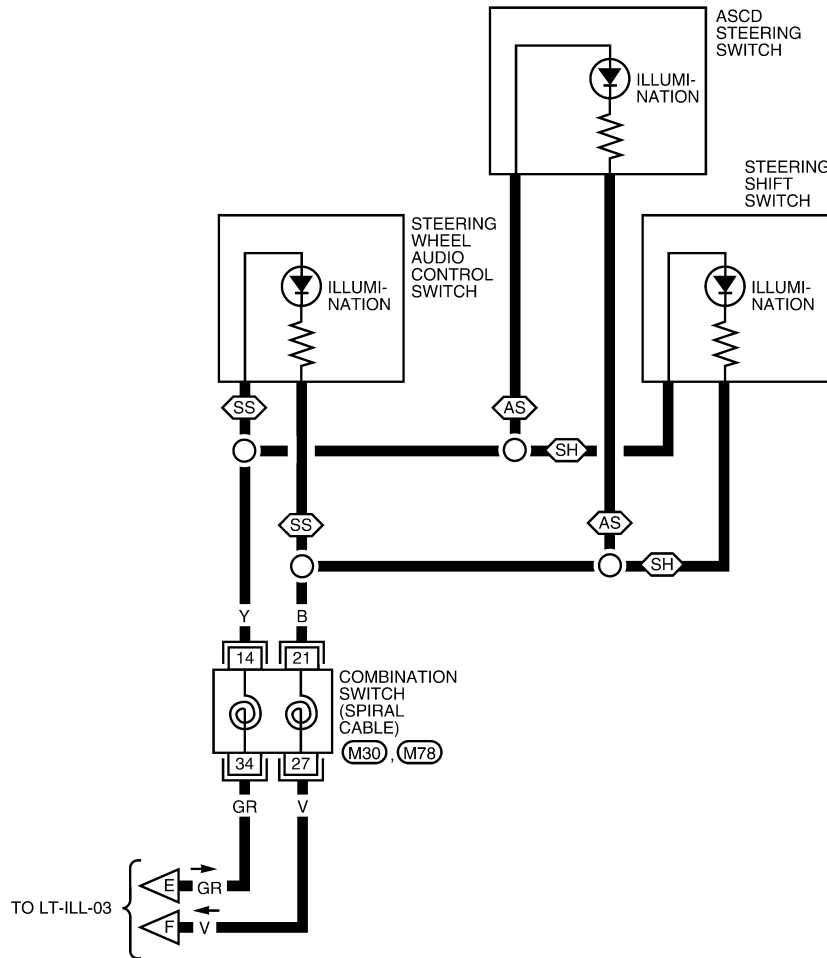 ASCD
STEERING
SWITCH
ILLUMI-
NATION
STEERING
SHIFT
SWITCH
ILLUMI-
NATION
STEERING
WHEEL
AUDIO
CONTROL
SWITCH
ILLUMI-
NATION
SS
AS
SH
SS
AS
SH
Y B
14 21
COMBINATION
SWITCH
(SPIRAL
CABLE)
M30 , M78
34 27
GR V
E GR
TO LT-ILL-03
F V